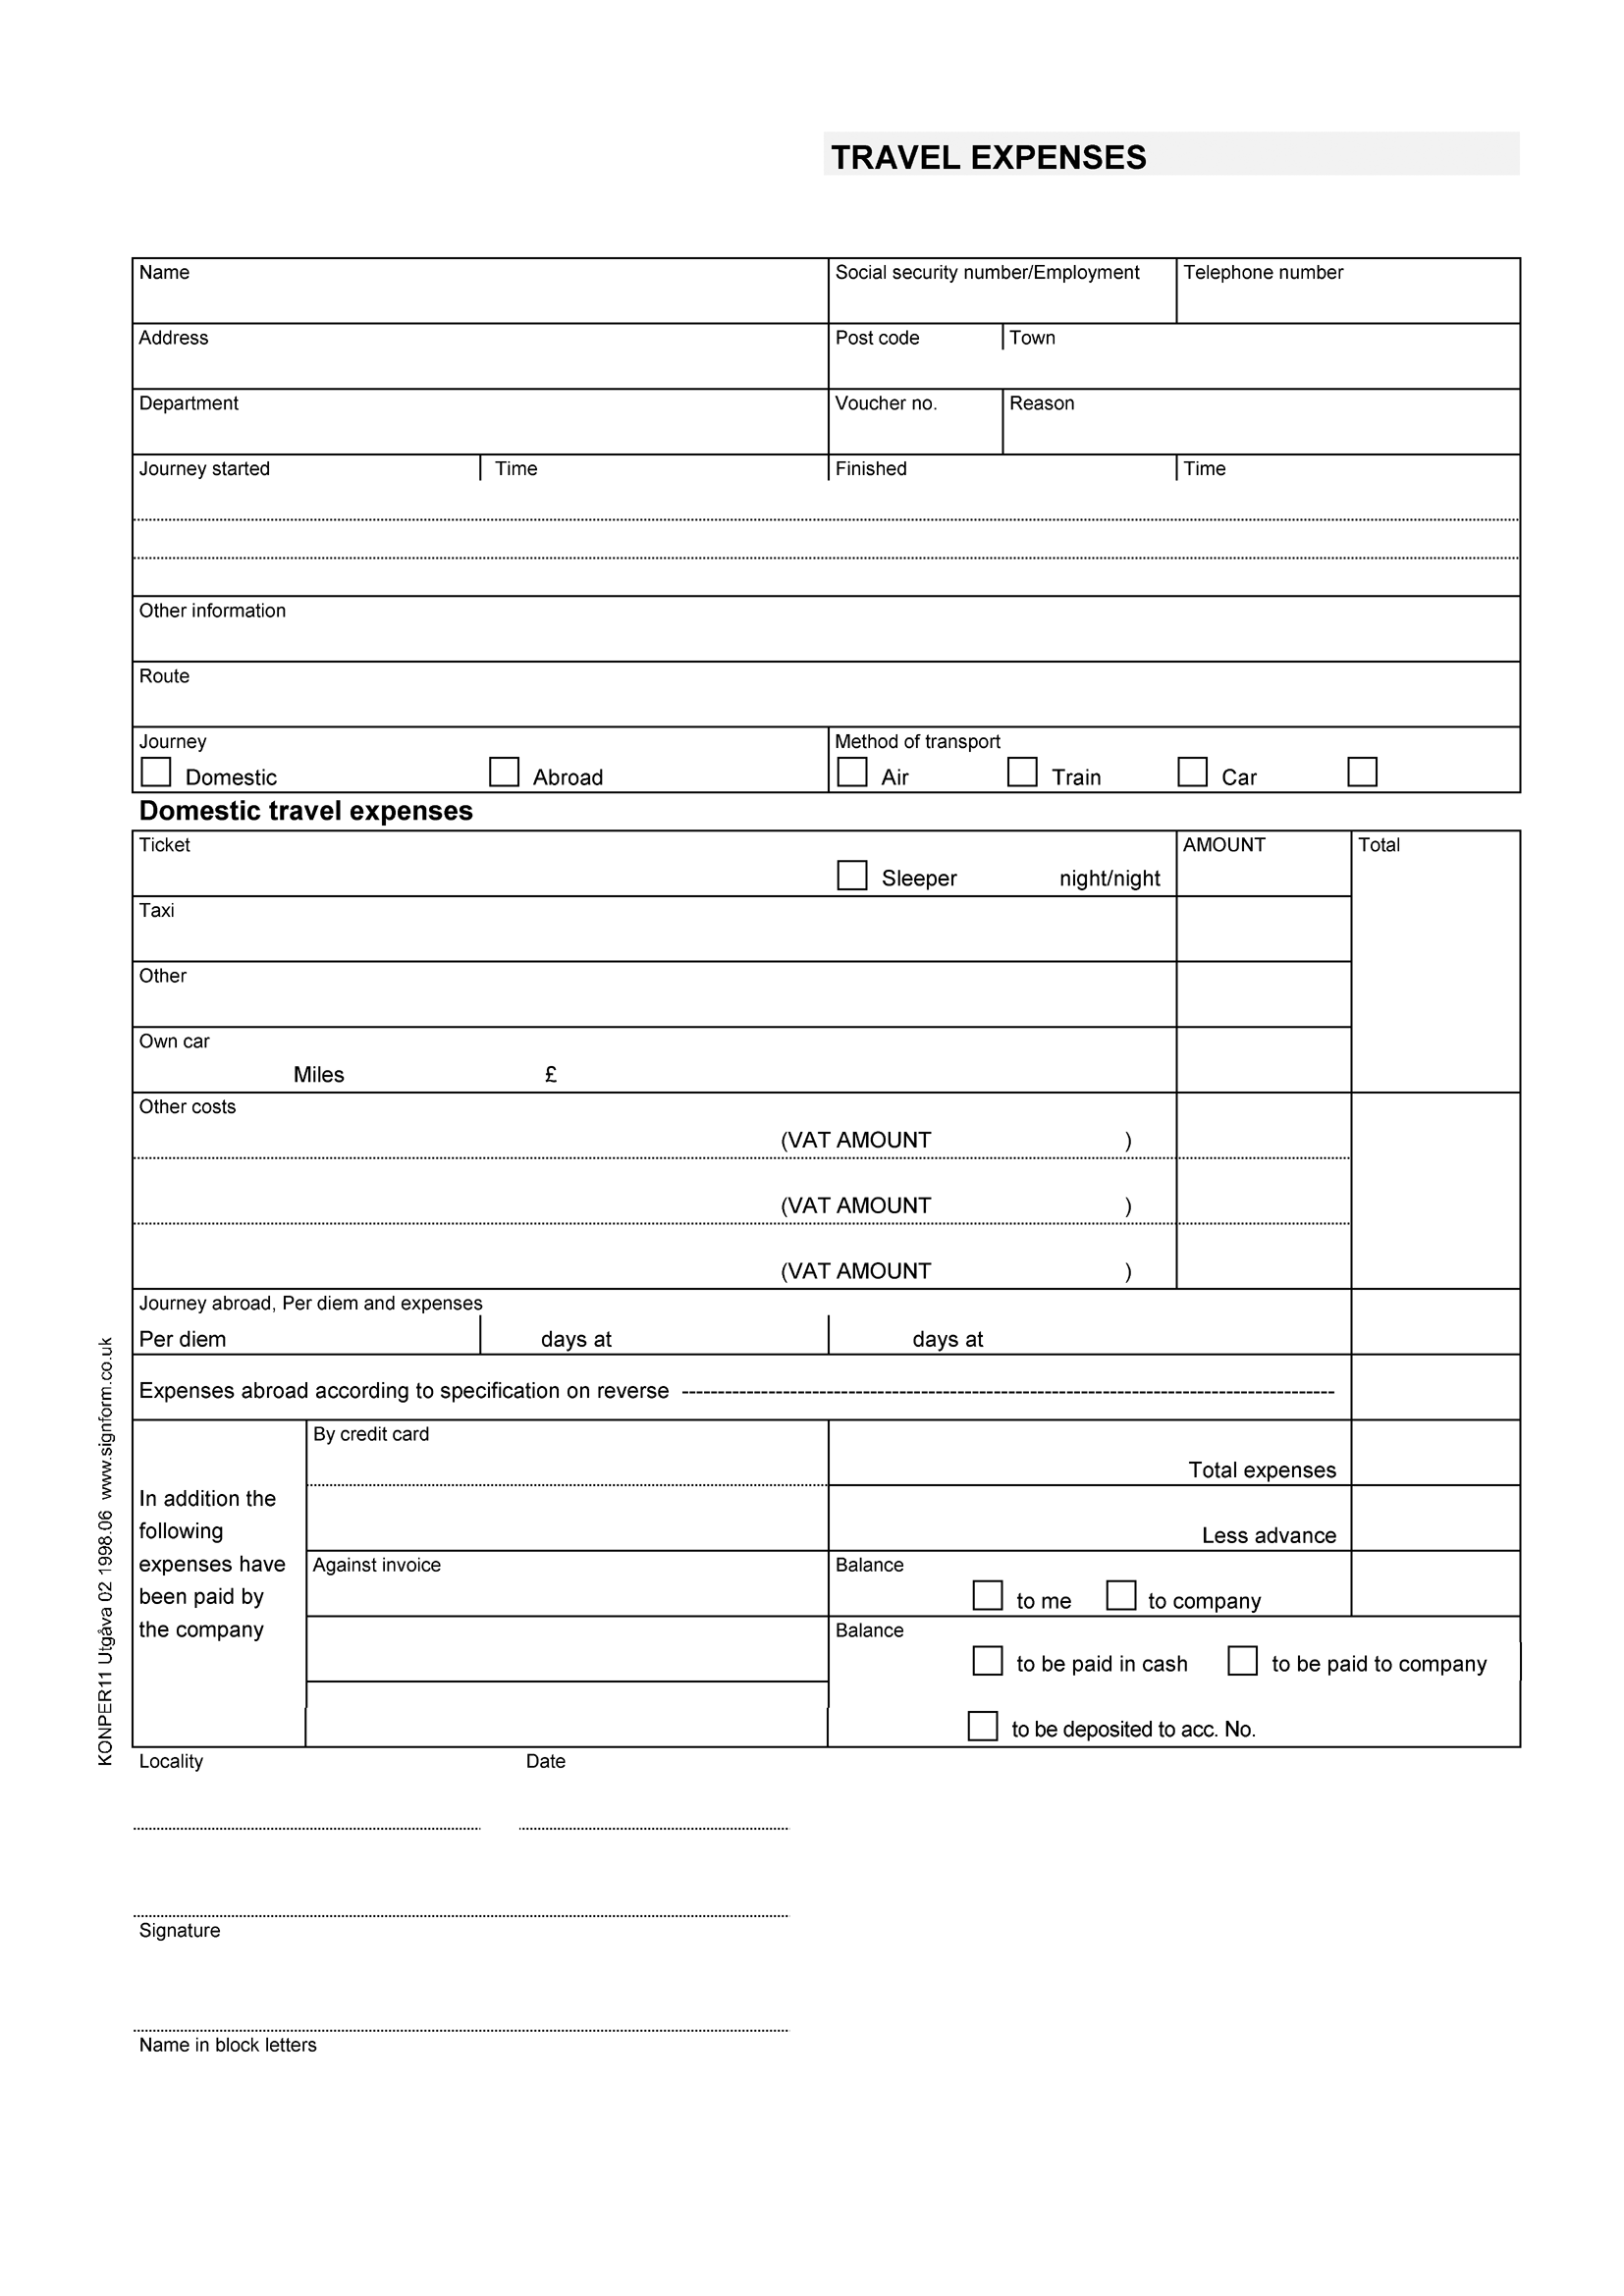 TRAVEL EXPENSES
Name Social security number/Employment Telephone number
Address Post code Town
Department Voucher no. Reason
Journey started Time Finished Time
Other information
Route
Journey Method of transport
Domestic Abroad Air Train Car
Domestic travel expenses
Ticket AMOUNT Total
Sleeper night/night
Taxi
Other
Own car
Miles £
Other costs
(VAT AMOUNT )
(VAT AMOUNT )
(VAT AMOUNT )
Journey abroad, Per diem and expenses
Per diem days at days at
Expenses abroad according to specification on reverse ------------------------------------------------------------------------------------------
In addition the
following
expenses have
been paid by
the company
By credit card
Total expenses
Less advance
Against invoice
Balance
to me to company
Balance
to be paid in cash to be paid to company
to be deposited to acc. No.
Locality Date
Signature
Name in block letters
KONPER11 Utgåva 02 1998.06 www.signform.co.uk